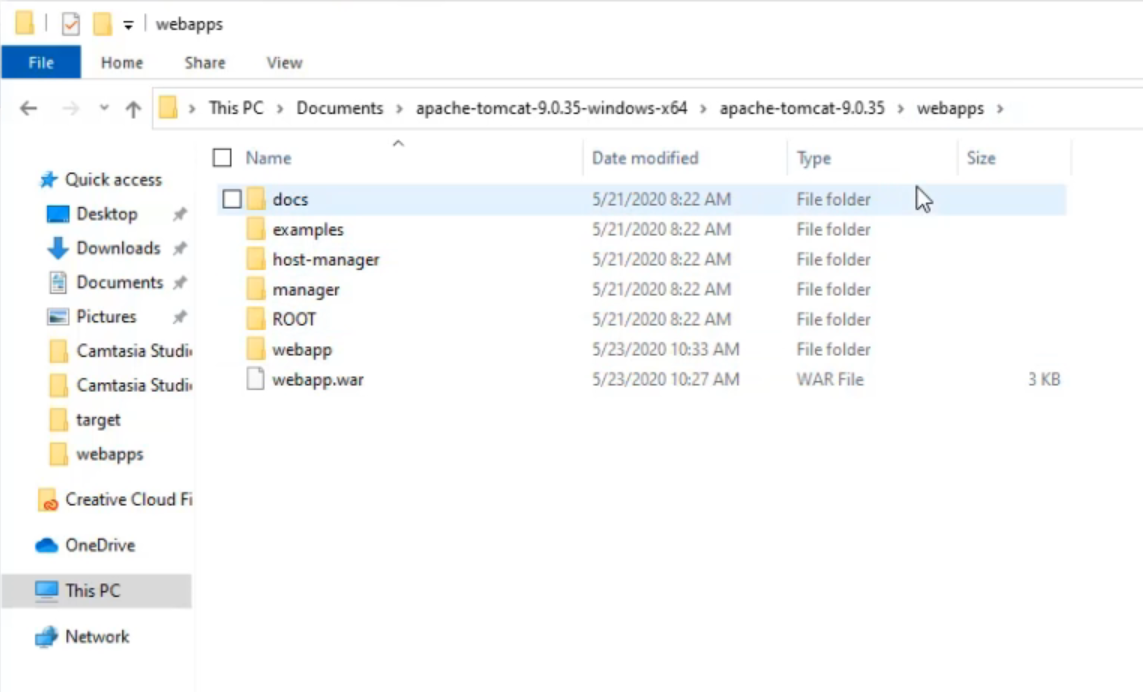 webapps
File Home Share View
This PC > Documents > apache-tomcat-9.0.35-windows-x64 > apache-tomcat-9.0.35 > webapps >
Quick access
Desktop
Downloads
Documents
Pictures
Camtasia Studi
Camtasia Studi
target
webapps
Creative Cloud Fi
OneDrive
This PC
Network
Name Date modified Type Size
docs 5/21/2020 8:22 AM File folder
examples 5/21/2020 8:22 AM File folder
host-manager 5/21/2020 8:22 AM File folder
manager 5/21/2020 8:22 AM File folder
ROOT 5/21/2020 8:22 AM File folder
webapp 5/23/2020 10:33 AM File folder
webapp.war 5/23/2020 10:27 AM WAR File 3 KB